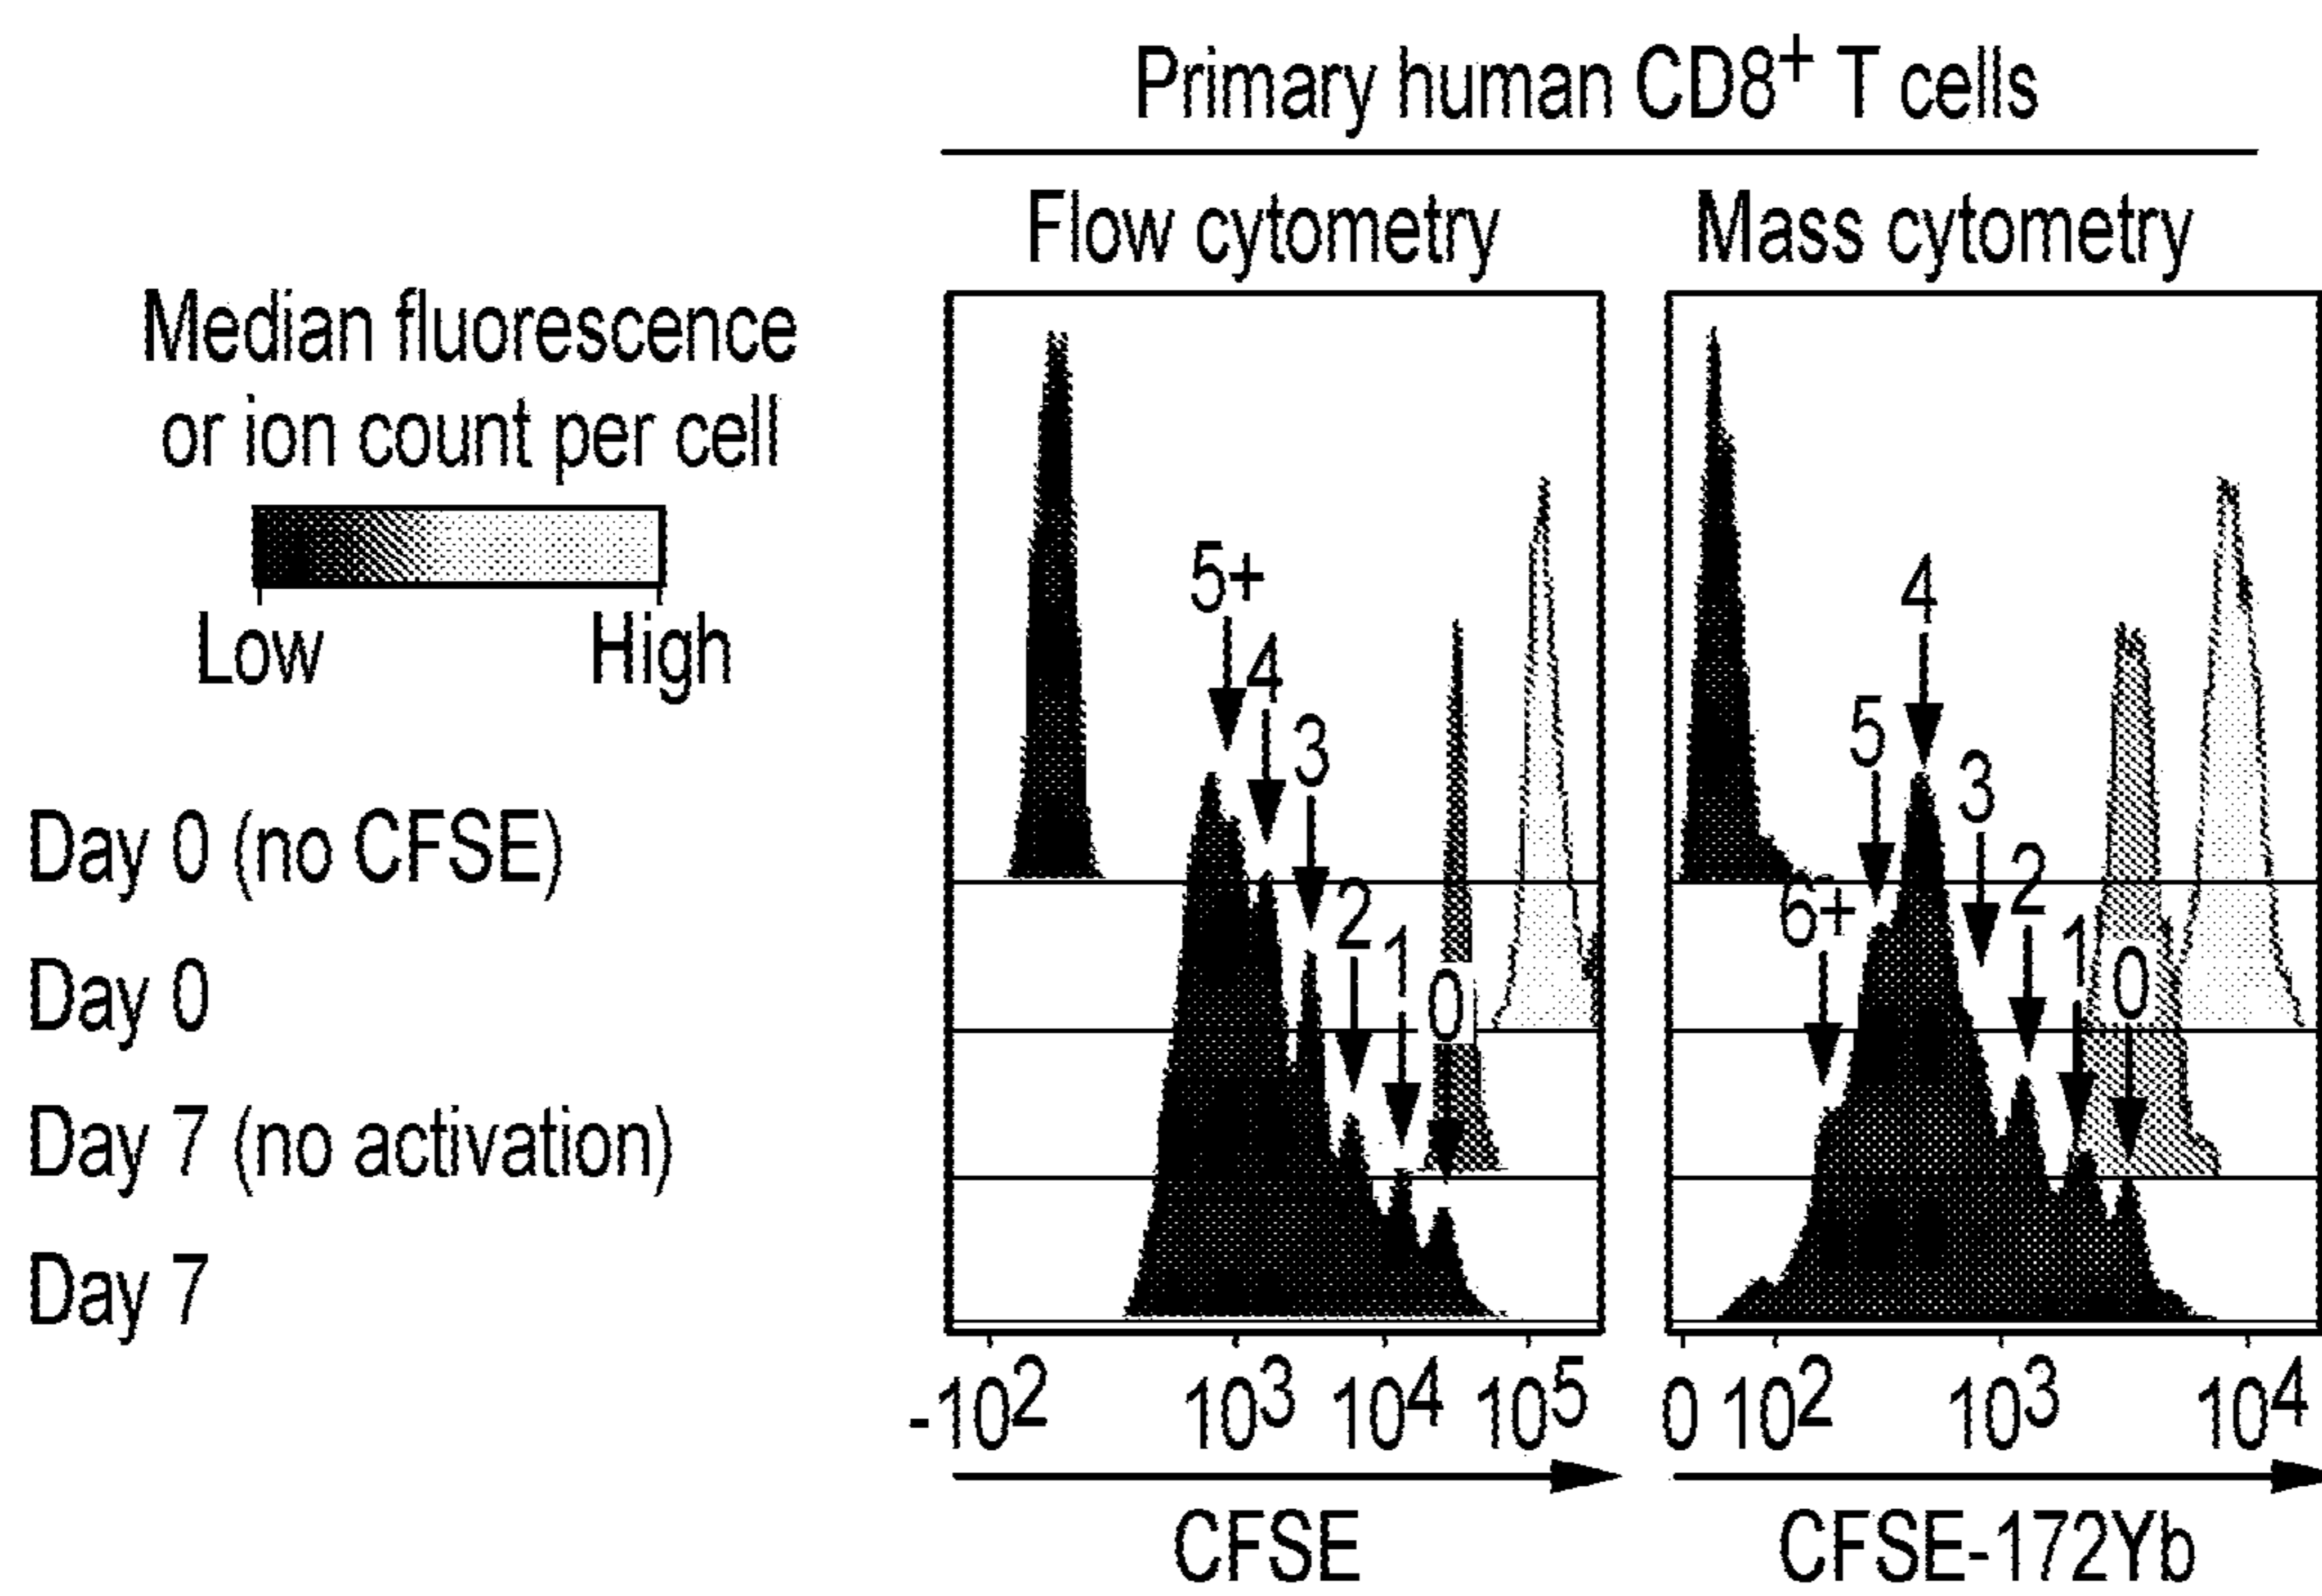 Primary human CD8+ T cells
Flow cytometry
Mass cytometry
Median fluorescence
or ion count per cell
Low
High
5+
4
3
2
1
0
4
5
3
6+
2
1
0
Day 0 (no CFSE)
Day 0
Day 7 (no activation)
Day 7
-10² 10³ 10⁴ 10⁵
0 10² 10³ 10⁴
CFSE
CFSE-172Yb